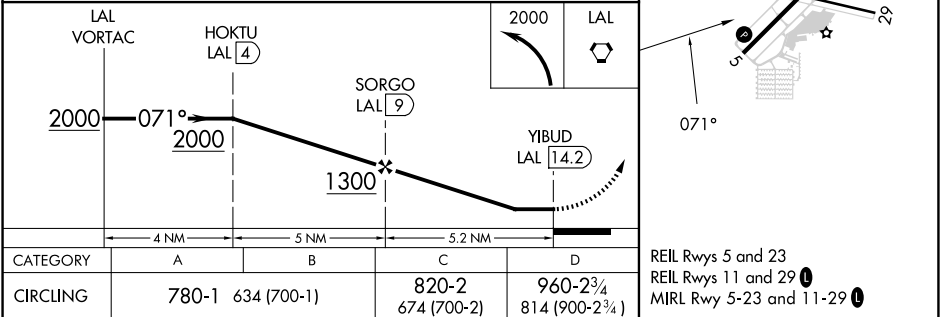 LAL
VORTAC
HOKTU
LAL 4
SORGO
LAL 9
YIBUD
LAL 14.2
2000
LAL
2000
071°
2000
1300
4 NM
5 NM
5.2 NM
CATEGORY A B C D
CIRCLING 780-1 634 (700-1) 820-2 674 (700-2) 960-2¾ 814 (900-2¾)
P
5
29
071°
REIL Rwys 5 and 23
REIL Rwys 11 and 29 L
MIRL Rwy 5-23 and 11-29 L